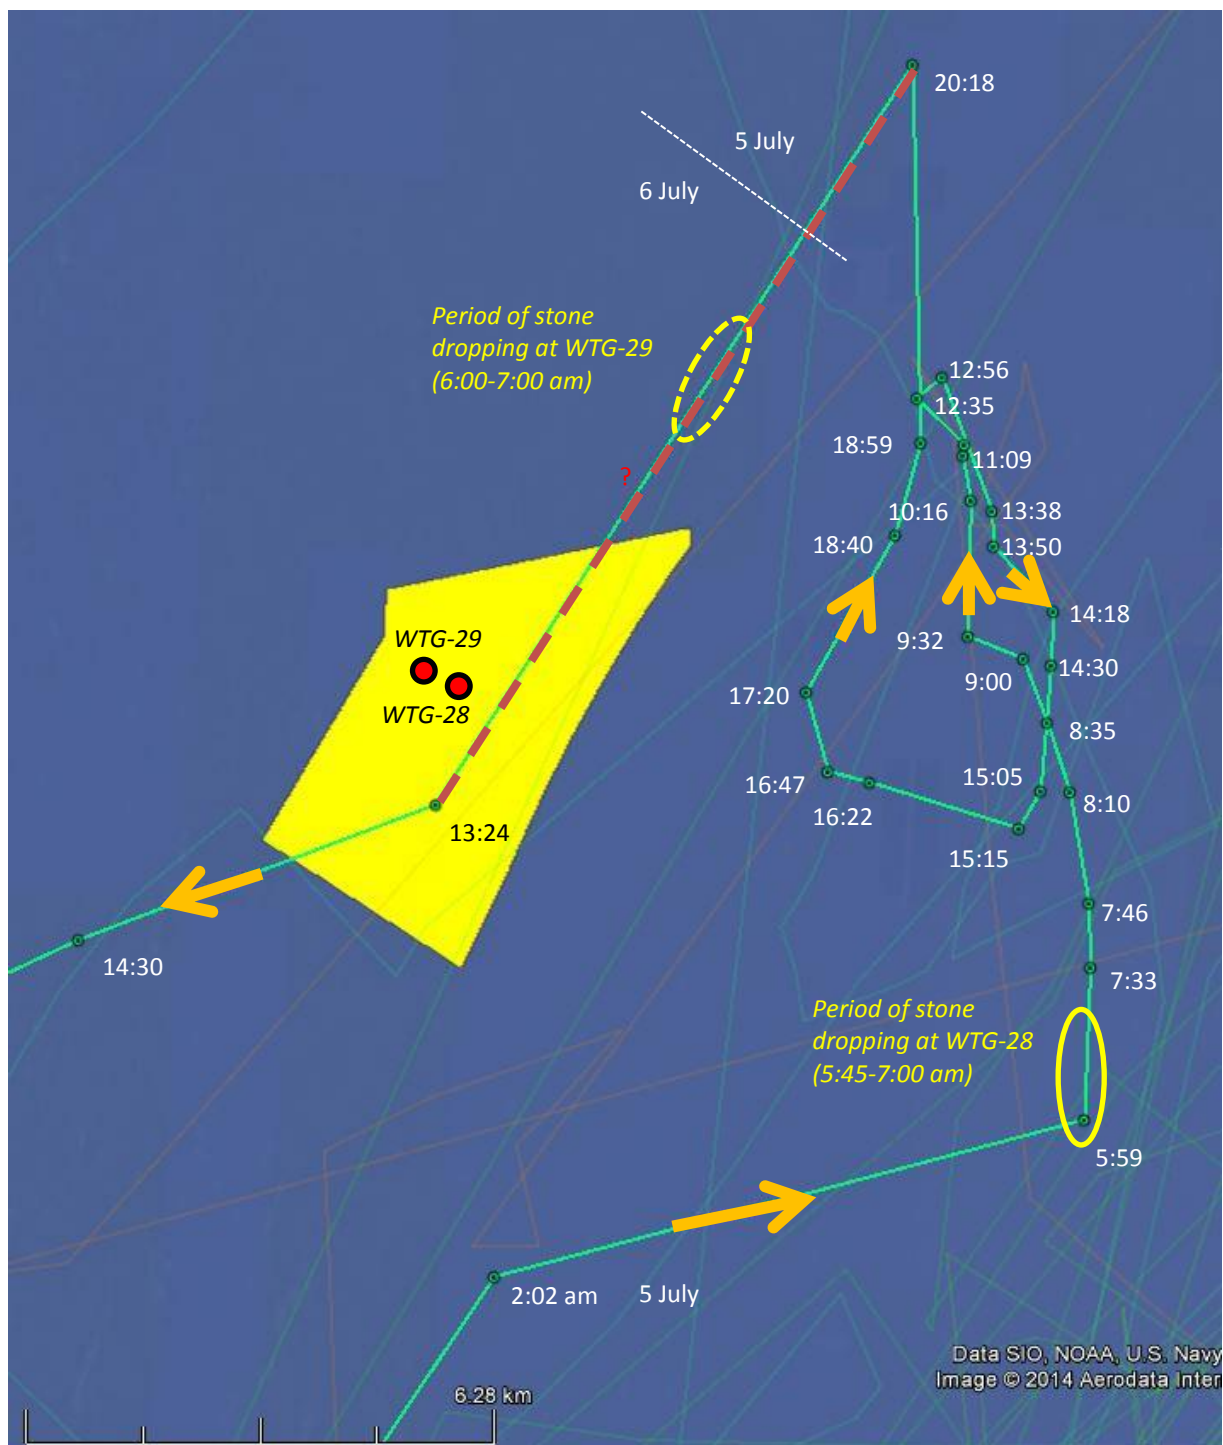 20:18
5 July
6 July
Period of stone
dropping at WTG-29
(6:00-7:00 am)
12:56
12:35
18:59
11:09
?
10:16
13:38
18:40
13:50
14:18
WTG-29
9:32
14:30
9:00
WTG-28
17:20
8:35
16:47
15:05
16:22
8:10
13:24
15:15
7:46
14:30
7:33
Period of stone
dropping at WTG-28
(5:45-7:00 am)
5:59
2:02 am
5 July
Data SIO, NOAA, U.S. Navy
Image © 2014 Aerodata Inter
6.28 km